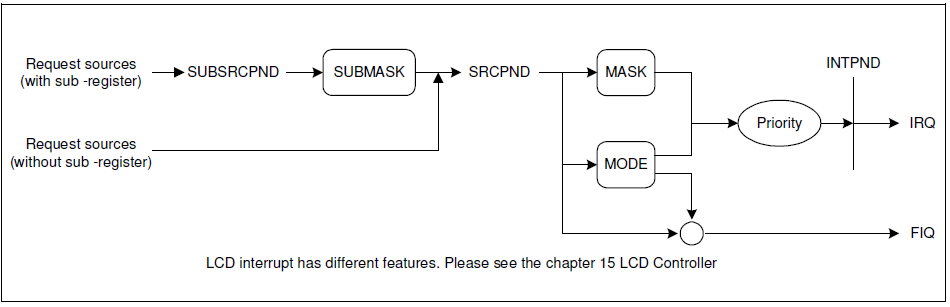 Request sources
(with sub -register)
SUBSRCPND
SUBMASK
SRCPND
MASK
INTPND
Priority
IRQ
Request sources
(without sub -register)
MODE
FIQ
LCD interrupt has different features. Please see the chapter 15 LCD Controller